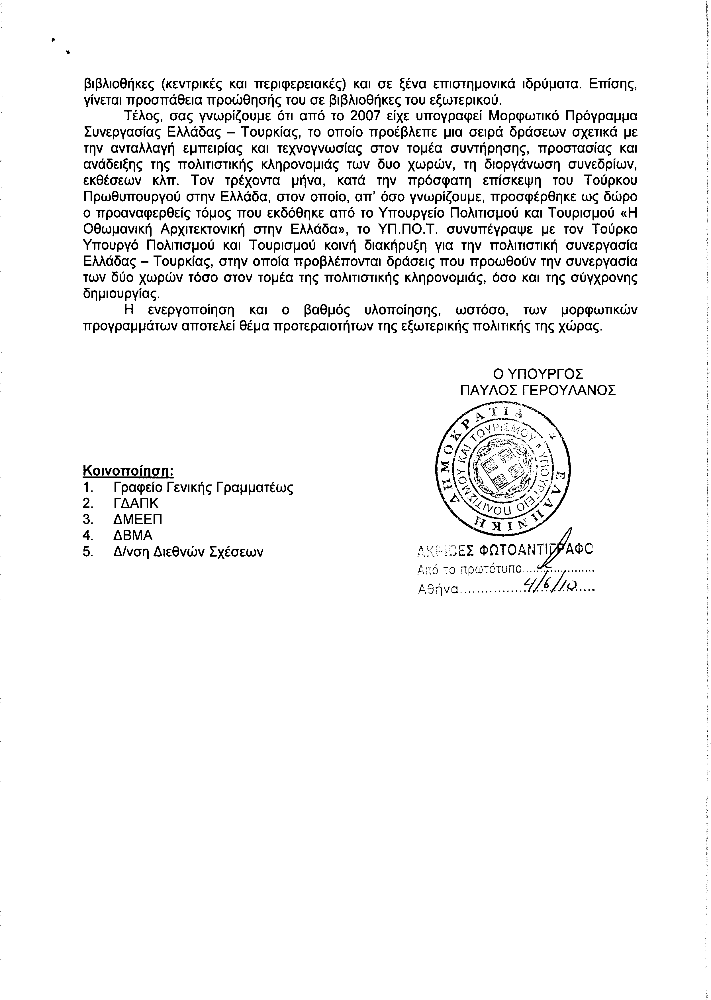 βιβλιοθήκες (κεντρικές και περιφερειακές) και σε ξένα επιστημονικά ιδρύματα. Επίσης,
γίνεται προσπάθεια προώθησής του σε βιβλιοθήκες του εξωτερικού.
Τέλος, σας γνωρίζουμε ότι από το 2007 είχε υπογραφεί Μορφωτικό Πρόγραμμα
Συνεργασίας Ελλάδας – Τουρκίας, το οποίο προέβλεπε μια σειρά δράσεων σχετικά με
την ανταλλαγή εμπειρίας και τεχνογνωσίας στον τομέα συντήρησης, προστασίας και
ανάδειξης της πολιτιστικής κληρονομιάς των δυο χωρών, τη διοργάνωση συνεδρίων,
εκθέσεων κλπ. Τον τρέχοντα μήνα, κατά την πρόσφατη επίσκεψη του Τούρκου
Πρωθυπουργού στην Ελλάδα, στον οποίο, απ’ όσο γνωρίζουμε, προσφέρθηκε ως δώρο
ο προαναφερθείς τόμος που εκδόθηκε από το Υπουργείο Πολιτισμού και Τουρισμού «Η
Οθωμανική Αρχιτεκτονική στην Ελλάδα», το ΥΠ.ΠΟ.Τ. συνυπέγραψε με τον Τούρκο
Υπουργό Πολιτισμού και Τουρισμού κοινή διακήρυξη για την πολιτιστική συνεργασία
Ελλάδας – Τουρκίας, στην οποία προβλέπονται δράσεις που προωθούν την συνεργασία
των δύο χωρών τόσο στον τομέα της πολιτιστικής κληρονομιάς, όσο και της σύγχρονης
δημιουργίας.
Η ενεργοποίηση και ο βαθμός υλοποίησης, ωστόσο, των μορφωτικών
προγραμμάτων αποτελεί θέμα προτεραιοτήτων της εξωτερικής πολιτικής της χώρας.
Ο ΥΠΟΥΡΓΟΣ
ΠΑΥΛΟΣ ΓΕΡΟΥΛΑΝΟΣ
ΕΛΛΗΝΙΚΗ ΔΗΜΟΚΡΑΤΙΑ *
ΥΠΟΥΡΓΕΙΟ ΠΟΛΙΤΙΣΜΟΥ ΚΑΙ ΤΟΥΡΙΣΜΟΥ *
Κοινοποίηση:
1. Γραφείο Γενικής Γραμματέως
2. ΓΔΑΠΚ
3. ΔΜΕΕΠ
4. ΔΒΜΑ
5. Δ/νση Διεθνών Σχέσεων
ΑΚΡΙΒΕΣ ΦΩΤΟΑΝΤΙΓΡΑΦΟ
Από το πρωτότυπο......................
Αθήνα................4/6/10.....